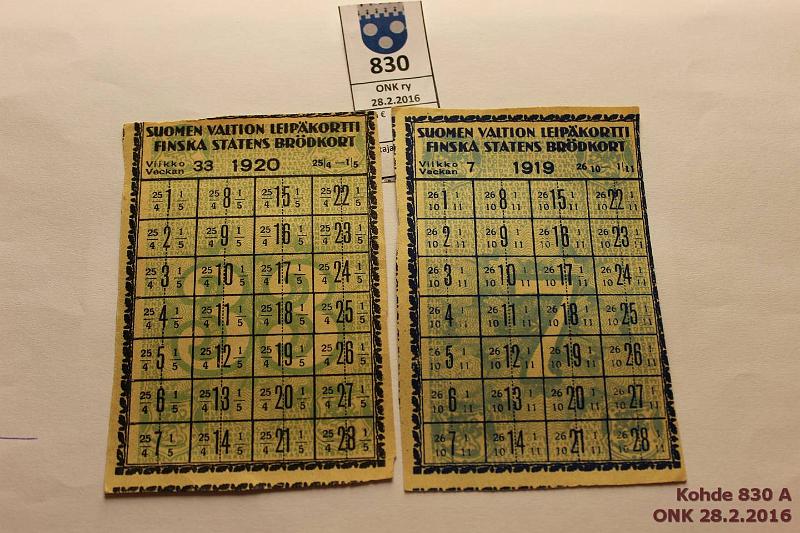 830
ONK ry
28.2.2016
€
SUOMEN VALTION LEIPÄKORTTI
FINSKA STATENS BRÖDKORT
Viikko
Veckan 33 1920 25/4 – 1/5
25/4 1 1/5 25/4 8 1/5 25/4 15 1/5 25/4 22 1/5
25/4 2 1/5 25/4 9 1/5 25/4 16 1/5 25/4 23 1/5
25/4 3 1/5 25/4 10 1/5 25/4 17 1/5 25/4 24 1/5
25/4 4 1/5 25/4 11 1/5 25/4 18 1/5 25/4 25 1/5
25/4 5 1/5 25/4 12 1/5 25/4 19 1/5 25/4 26 1/5
25/4 6 1/5 25/4 13 1/5 25/4 20 1/5 25/4 27 1/5
25/4 7 1/5 25/4 14 1/5 25/4 21 1/5 25/4 28 1/5
SUOMEN VALTION LEIPÄKORTTI
FINSKA STATENS BRÖDKORT
Viikko
Veckan 7 1919 26/10 – 1/11
26/10 1 1/11 26/10 8 1/11 26/10 15 1/11 26/10 22 1/11
26/10 2 1/11 26/10 9 1/11 26/10 16 1/11 26/10 23 1/11
26/10 3 1/11 26/10 10 1/11 26/10 17 1/11 26/10 24 1/11
26/10 4 1/11 26/10 11 1/11 26/10 18 1/11 26/10 25 1/11
26/10 5 1/11 26/10 12 1/11 26/10 19 1/11 26/10 26 1/11
26/10 6 1/11 26/10 13 1/11 26/10 20 1/11 26/10 27 1/11
26/10 7 1/11 26/10 14 1/11 26/10 21 1/11 26/10 28 1/11
Kohde 830 A
ONK 28.2.2016